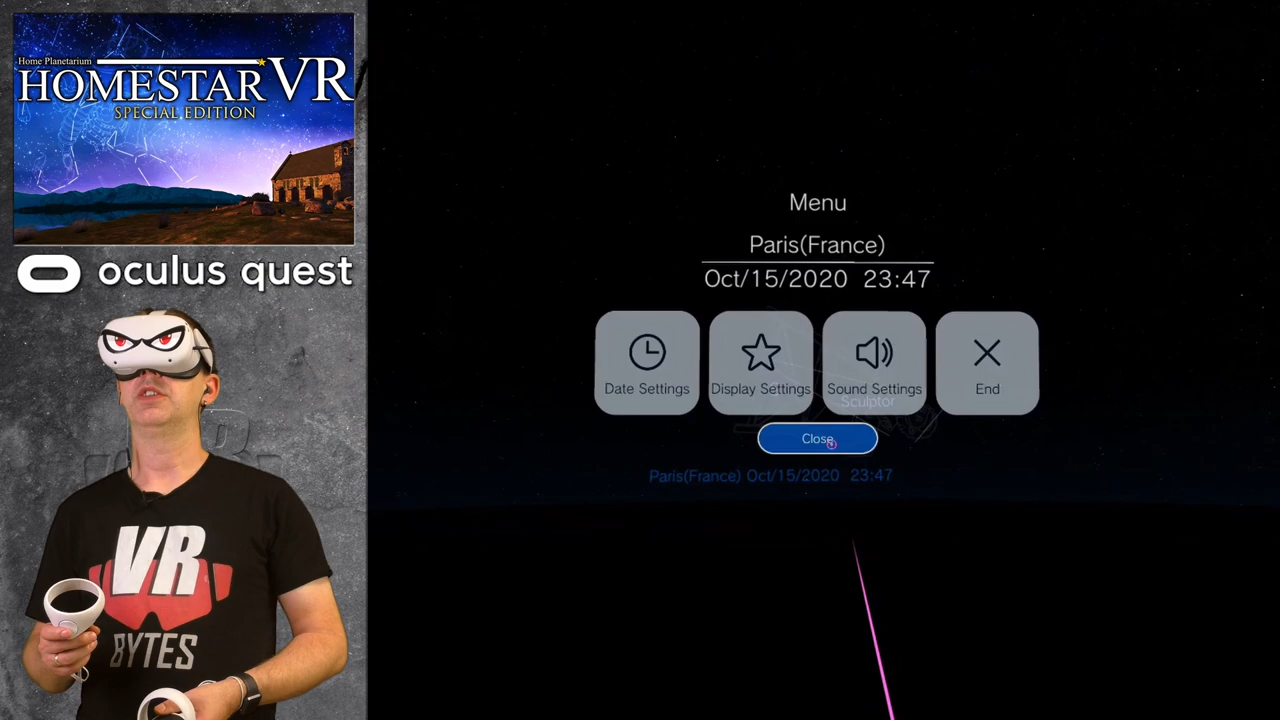 Home Planetarium
HOMESTAR VR
SPECIAL EDITION
oculus quest
VR
BYTES
Menu
Paris(France)
Oct/15/2020 23:47
Date Settings
Display Settings
Sound Settings
End
Sculptor
Close
Paris(France) Oct/15/2020 23:47